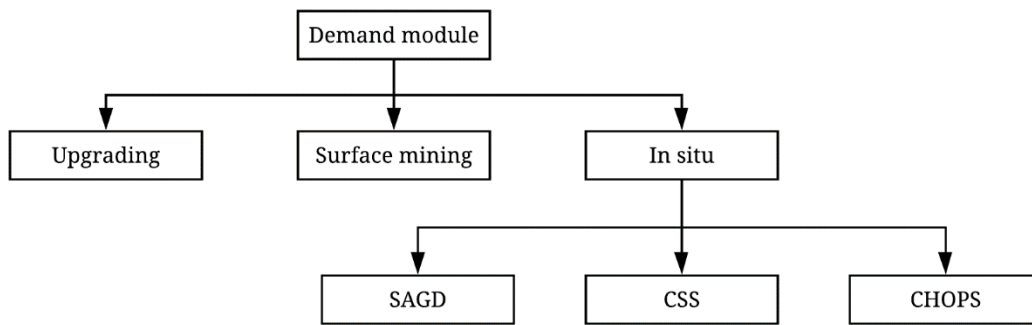 Demand module
Upgrading
Surface mining
In situ
SAGD
CSS
CHOPS